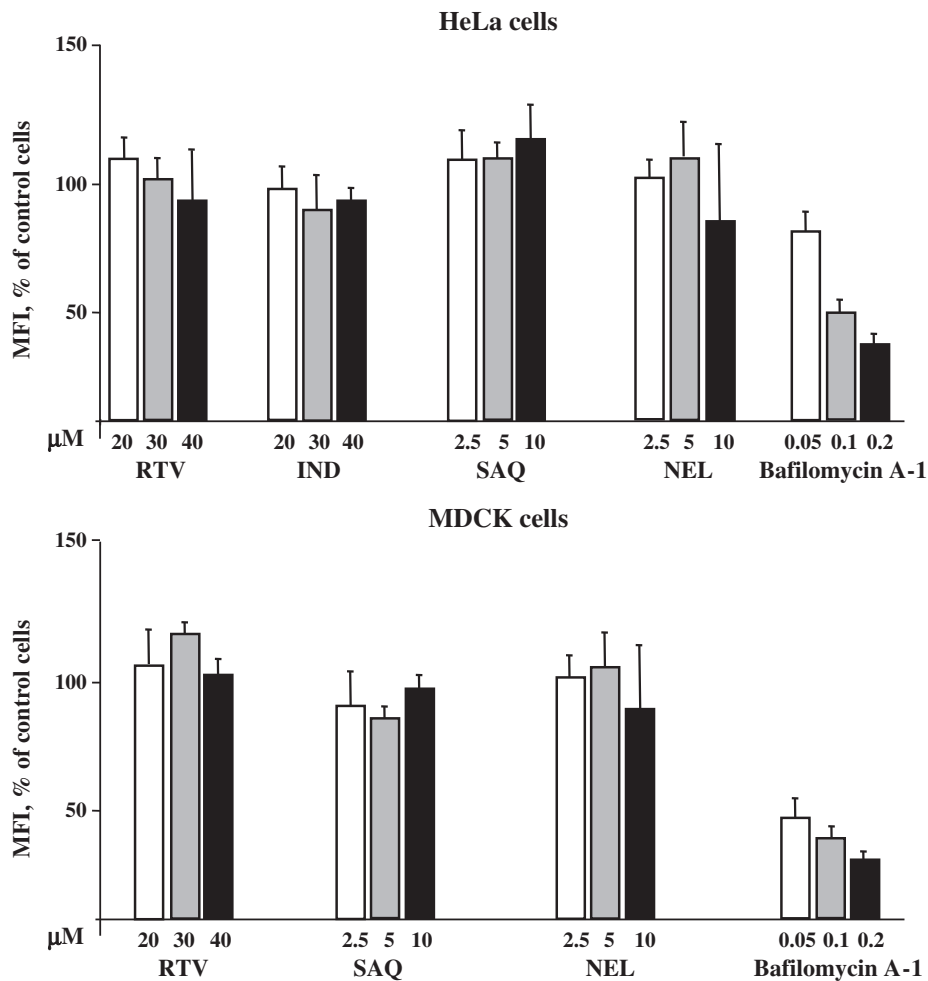 HeLa cells
MFI, % of control cells
150
100
50
µM 20 30 40 20 30 40 2.5 5 10 2.5 5 10 0.05 0.1 0.2
RTV IND SAQ NEL Bafilomycin A-1
MDCK cells
MFI, % of control cells
150
100
50
µM 20 30 40 2.5 5 10 2.5 5 10 0.05 0.1 0.2
RTV SAQ NEL Bafilomycin A-1